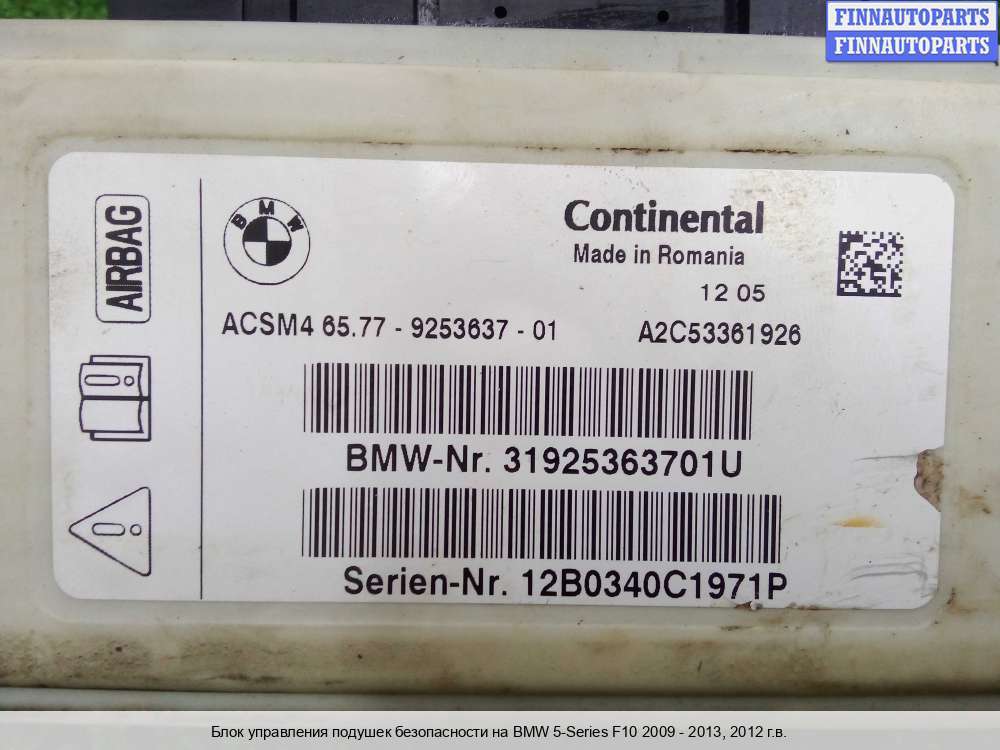 FINNAUTOPARTS
FINNAUTOPARTS
AIRBAG
BMW
Continental
Made in Romania
12 05
ACSM4 65.77 - 9253637 - 01 A2C53361926
BMW-Nr. 31925363701U
Serien-Nr. 12B0340C1971P
Блок управления подушек безопасности на BMW 5-Series F10 2009 - 2013, 2012 г.в.